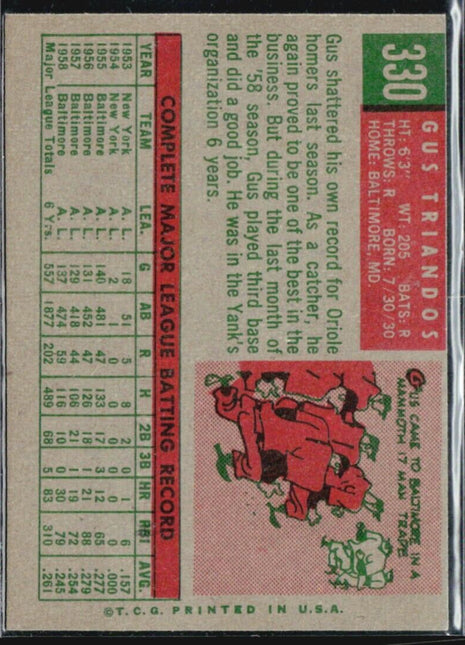 330
GUS TRIANDOS
HT: 6'3" WT: 205 BATS: R
THROWS: R BORN: 7/30/30
HOME: BALTIMORE, MD.
Gus shattered his own record for Oriole
homers last season. As a catcher, he
again proved to be one of the best in the
business. But during the last month of
the '58 season, Gus played third base
and did a good job. He was in the Yank's
organization 6 years.
GUS CAME TO BALTIMORE IN A
MAMMOTH 17 MAN TRADE
COMPLETE MAJOR LEAGUE BATTING RECORD
YEAR TEAM LEA. G AB R H 2B 3B HR RBI AVG.
1953 New York A. L. 18 51 5 8 2 0 1 6 .157
1954 New York A. L. 2 1 0 0 0 0 0 0 .000
1955 Baltimore A. L. 140 481 47 133 17 3 12 65 .277
1956 Baltimore A. L. 131 452 47 126 18 1 21 88 .279
1957 Baltimore A. L. 129 418 44 106 21 1 19 72 .254
1958 Baltimore A. L. 137 474 59 116 10 0 30 79 .245
Major League Totals 6 Yrs. 557 1877 202 489 68 5 83 310 .261
©T.C.G. PRINTED IN U.S.A.